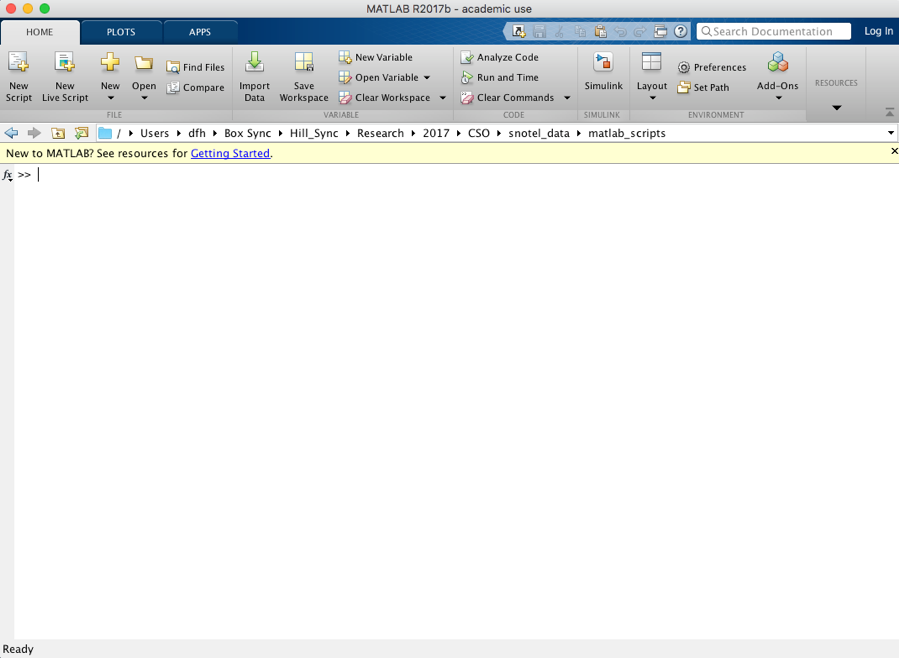 MATLAB R2017b - academic use
HOME PLOTS APPS Search Documentation Log In
New Script
New Live Script
New
Open
Find Files
Compare
FILE
Import Data
Save Workspace
New Variable
Open Variable
Clear Workspace
VARIABLE
Analyze Code
Run and Time
Clear Commands
CODE
Simulink
SIMULINK
Layout
Preferences
Set Path
Add-Ons
ENVIRONMENT
RESOURCES
/ Users dfh Box Sync Hill_Sync Research 2017 CSO snotel_data matlab_scripts
New to MATLAB? See resources for Getting Started.
fx >>
Ready